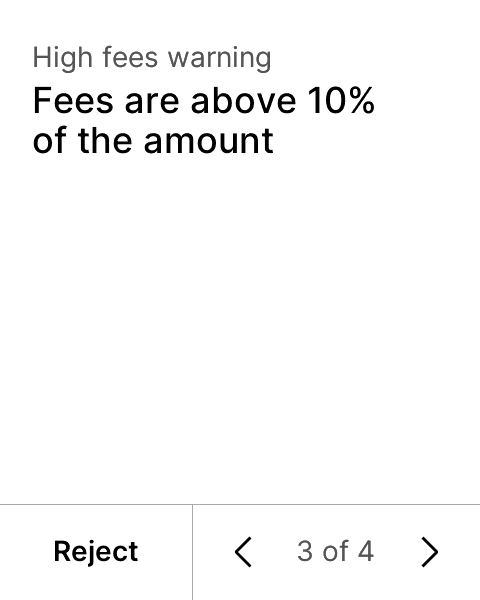 High fees warning
Fees are above 10%
of the amount
Reject
3 of 4